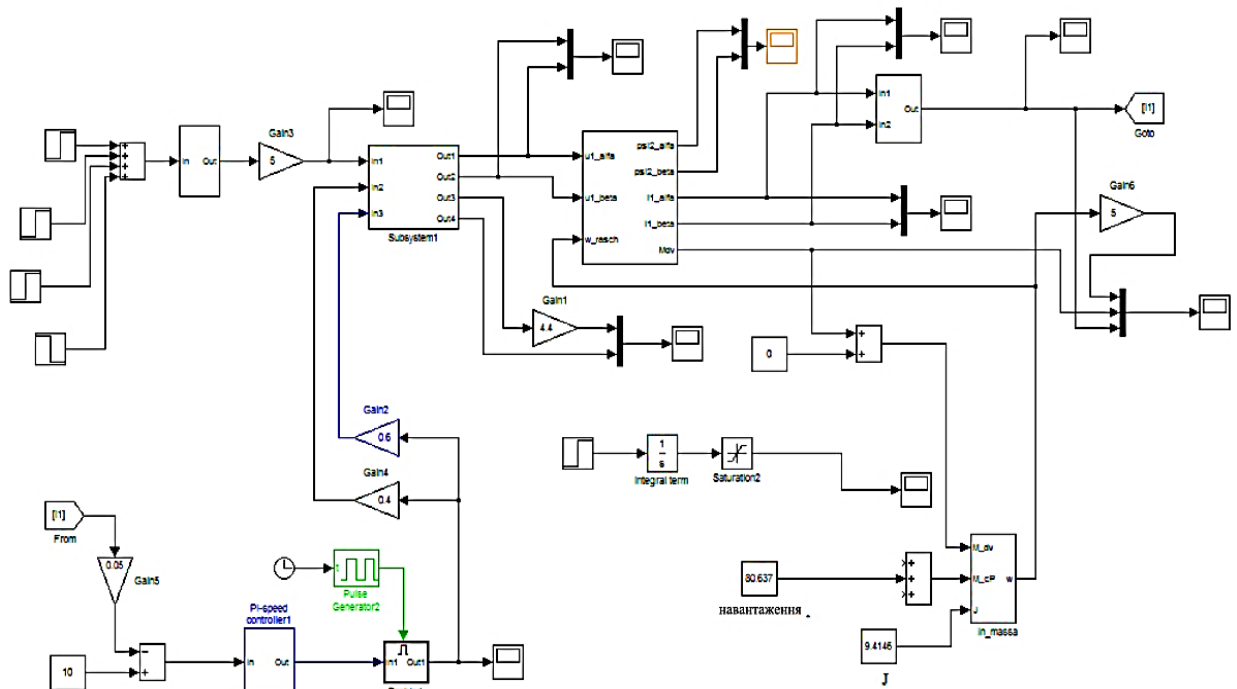 Gain3
5
In
Out
+
+
+
+
In1
In2
In3
Out1
Out2
Out3
Out4
Subsystem1
u1_alfa
u1_beta
w_rasch
psi2_alfa
psi2_beta
I1_alfa
I1_beta
Mdv
In1
In2
Out
[I1]
Goto
Gain6
5
Gain1
4.4
0
+
+
Gain2
0.6
Gain4
0.4
1
s
Integral term
Saturation2
[I1]
From
0.05
Gain5
1
Pulse
Generator2
PI-speed
controller1
In
Out
In1
Out1
10
−
+
80.637
навантаження
+
+
+
M_dv
M_cP
J
w
in_massa
9.4146
J